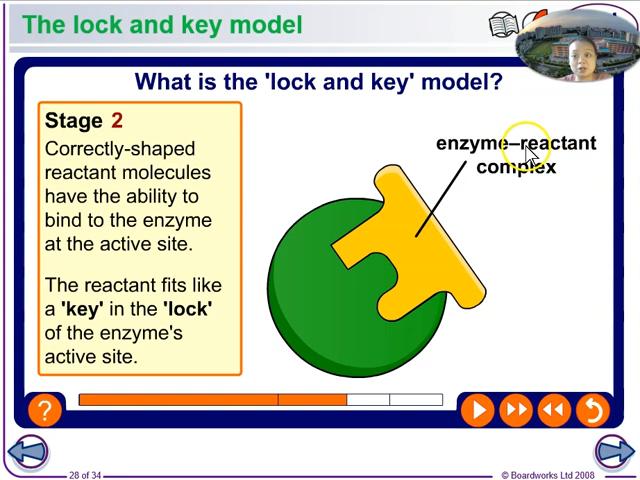 The lock and key model
What is the 'lock and key' model?
Stage 2
Correctly-shaped
reactant molecules
have the ability to
bind to the enzyme
at the active site.
The reactant fits like
a 'key' in the 'lock'
of the enzyme's
active site.
enzyme–reactant
complex
?
28 of 34
© Boardworks Ltd 2008